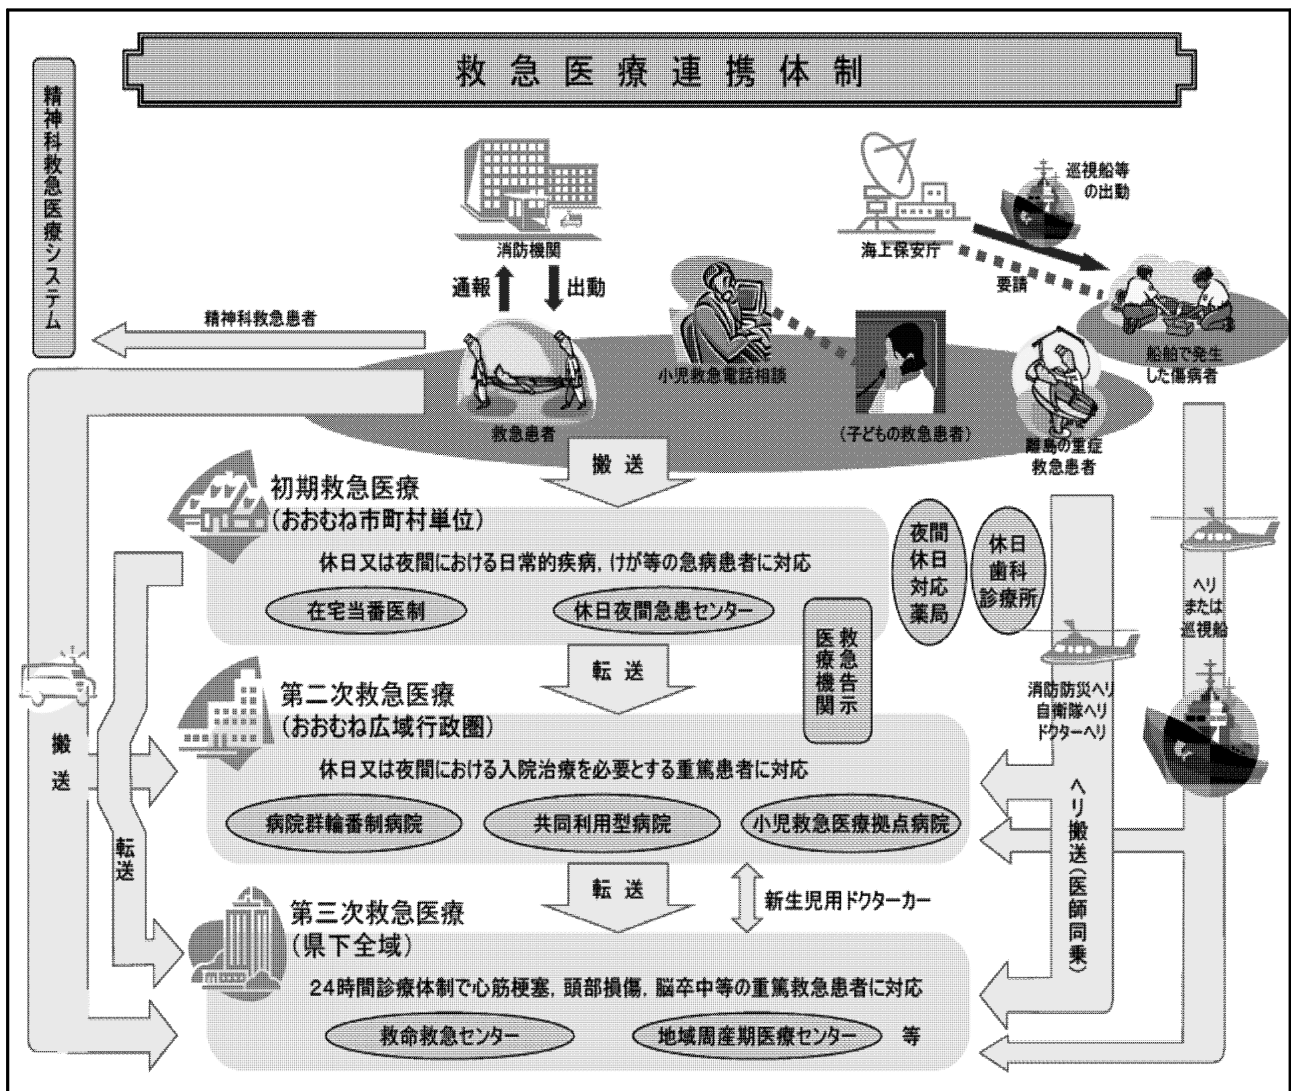 救急医療連携体制
精神科救急医療システム
消防機関
通報
出動
海上保安庁
巡視船等
の出動
要請
精神科救急患者
救急患者
小児救急電話相談
(子どもの救急患者)
離島の重症
救急患者
船舶で発生
した傷病者
搬送
初期救急医療
(おおむね市町村単位)
休日又は夜間における日常的疾病,けが等の急病患者に対応
在宅当番医制
休日夜間急患センター
夜間
休日
対応
薬局
休日
歯科
診療所
救急告示
医療機関
転送
第二次救急医療
(おおむね広域行政圏)
休日又は夜間における入院治療を必要とする重篤患者に対応
病院群輪番制病院
共同利用型病院
小児救急医療拠点病院
消防防災ヘリ
自衛隊ヘリ
ドクターヘリ
ヘリ
または
巡視船
搬送
転送
ヘリ搬送(医師同乗)
転送
新生児用ドクターカー
第三次救急医療
(県下全域)
24時間診療体制で心筋梗塞,頭部損傷,脳卒中等の重篤救急患者に対応
救命救急センター
地域周産期医療センター 等